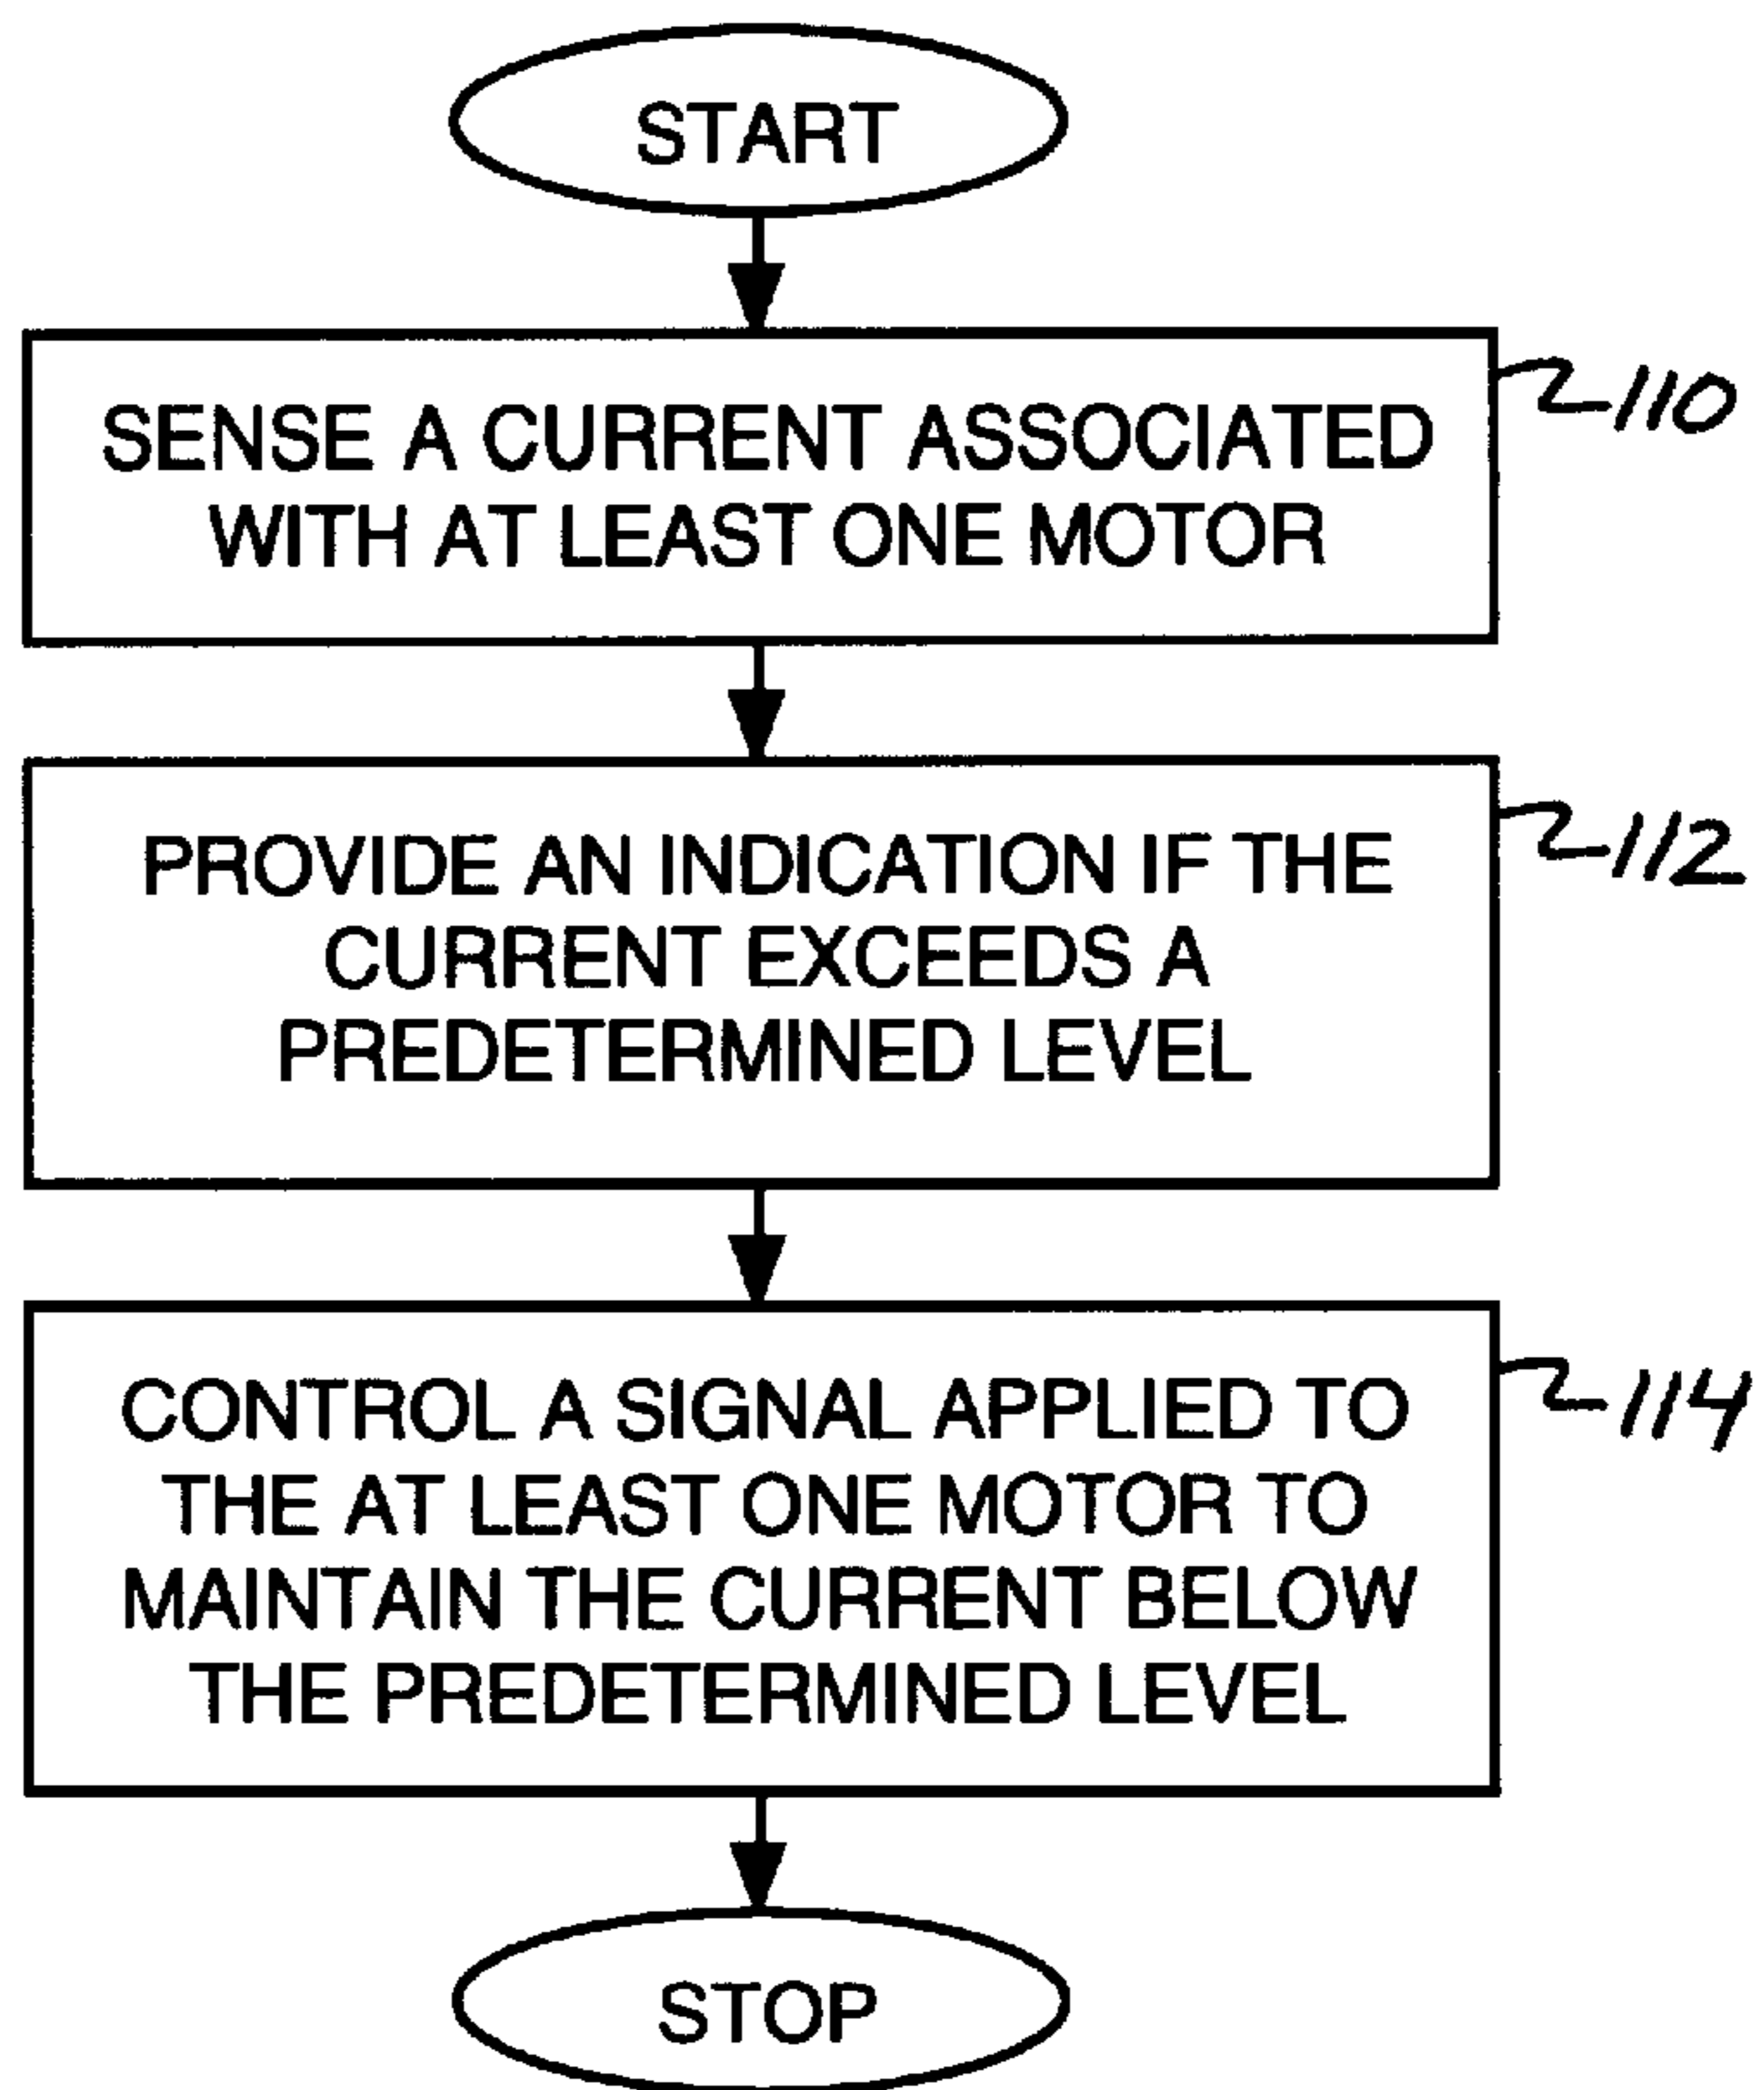 START
SENSE A CURRENT ASSOCIATED
WITH AT LEAST ONE MOTOR
110
PROVIDE AN INDICATION IF THE
CURRENT EXCEEDS A
PREDETERMINED LEVEL
112
CONTROL A SIGNAL APPLIED TO
THE AT LEAST ONE MOTOR TO
MAINTAIN THE CURRENT BELOW
THE PREDETERMINED LEVEL
114
STOP